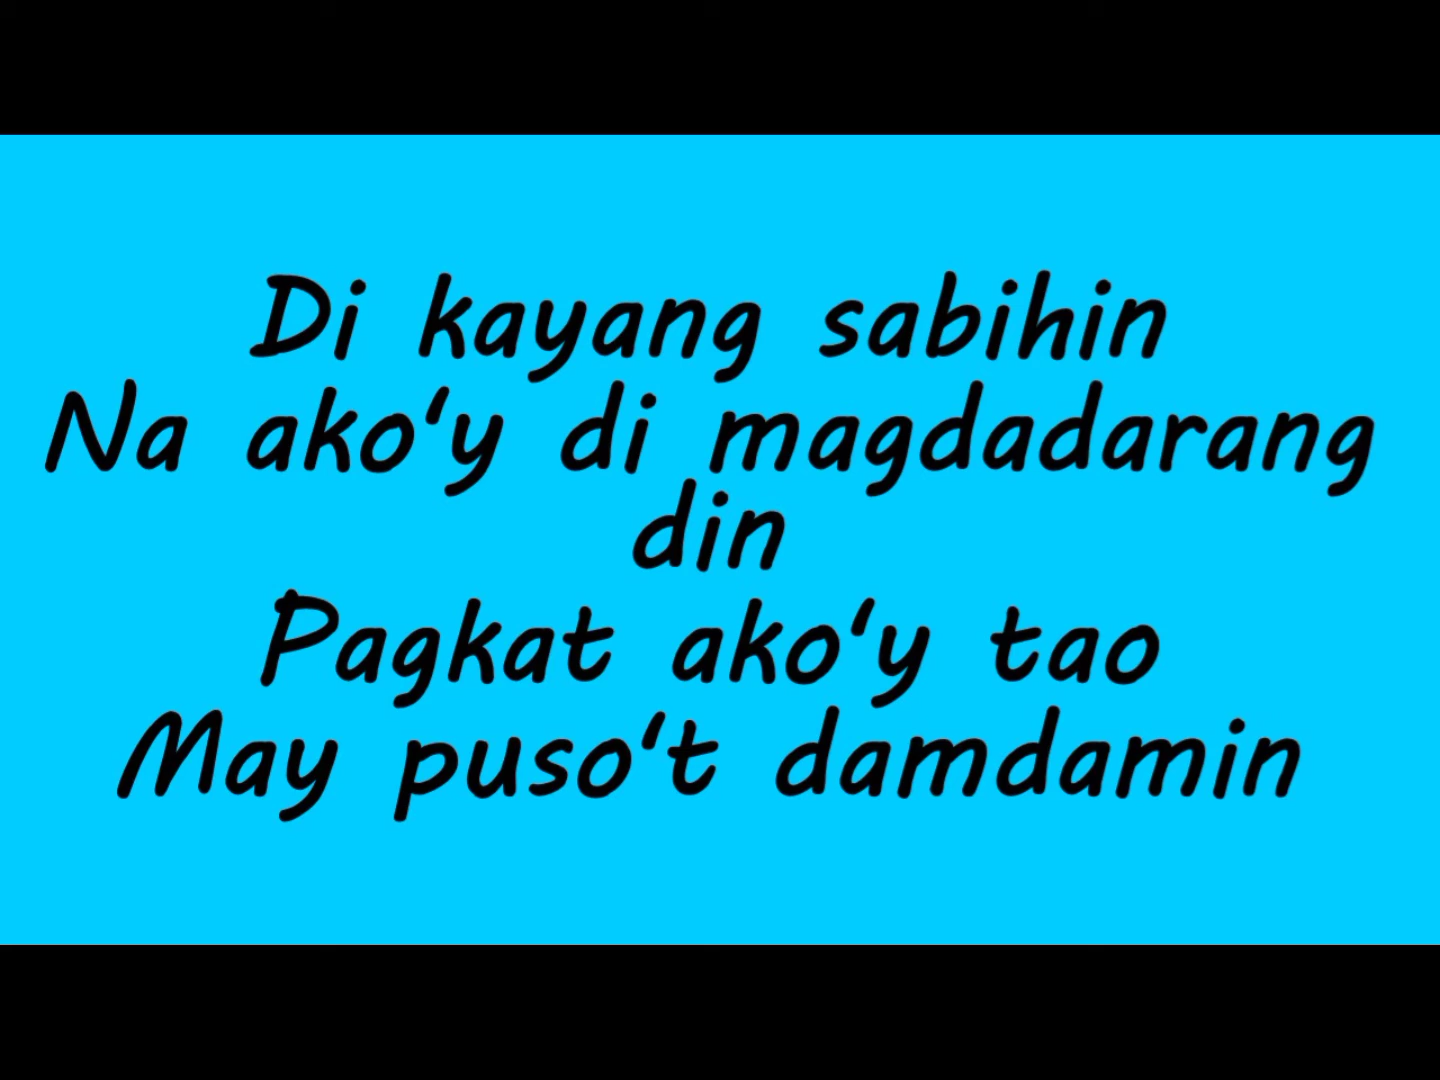 Di kayang sabihin
Na ako'y di magdadarang
din
Pagkat ako'y tao
May puso't damdamin